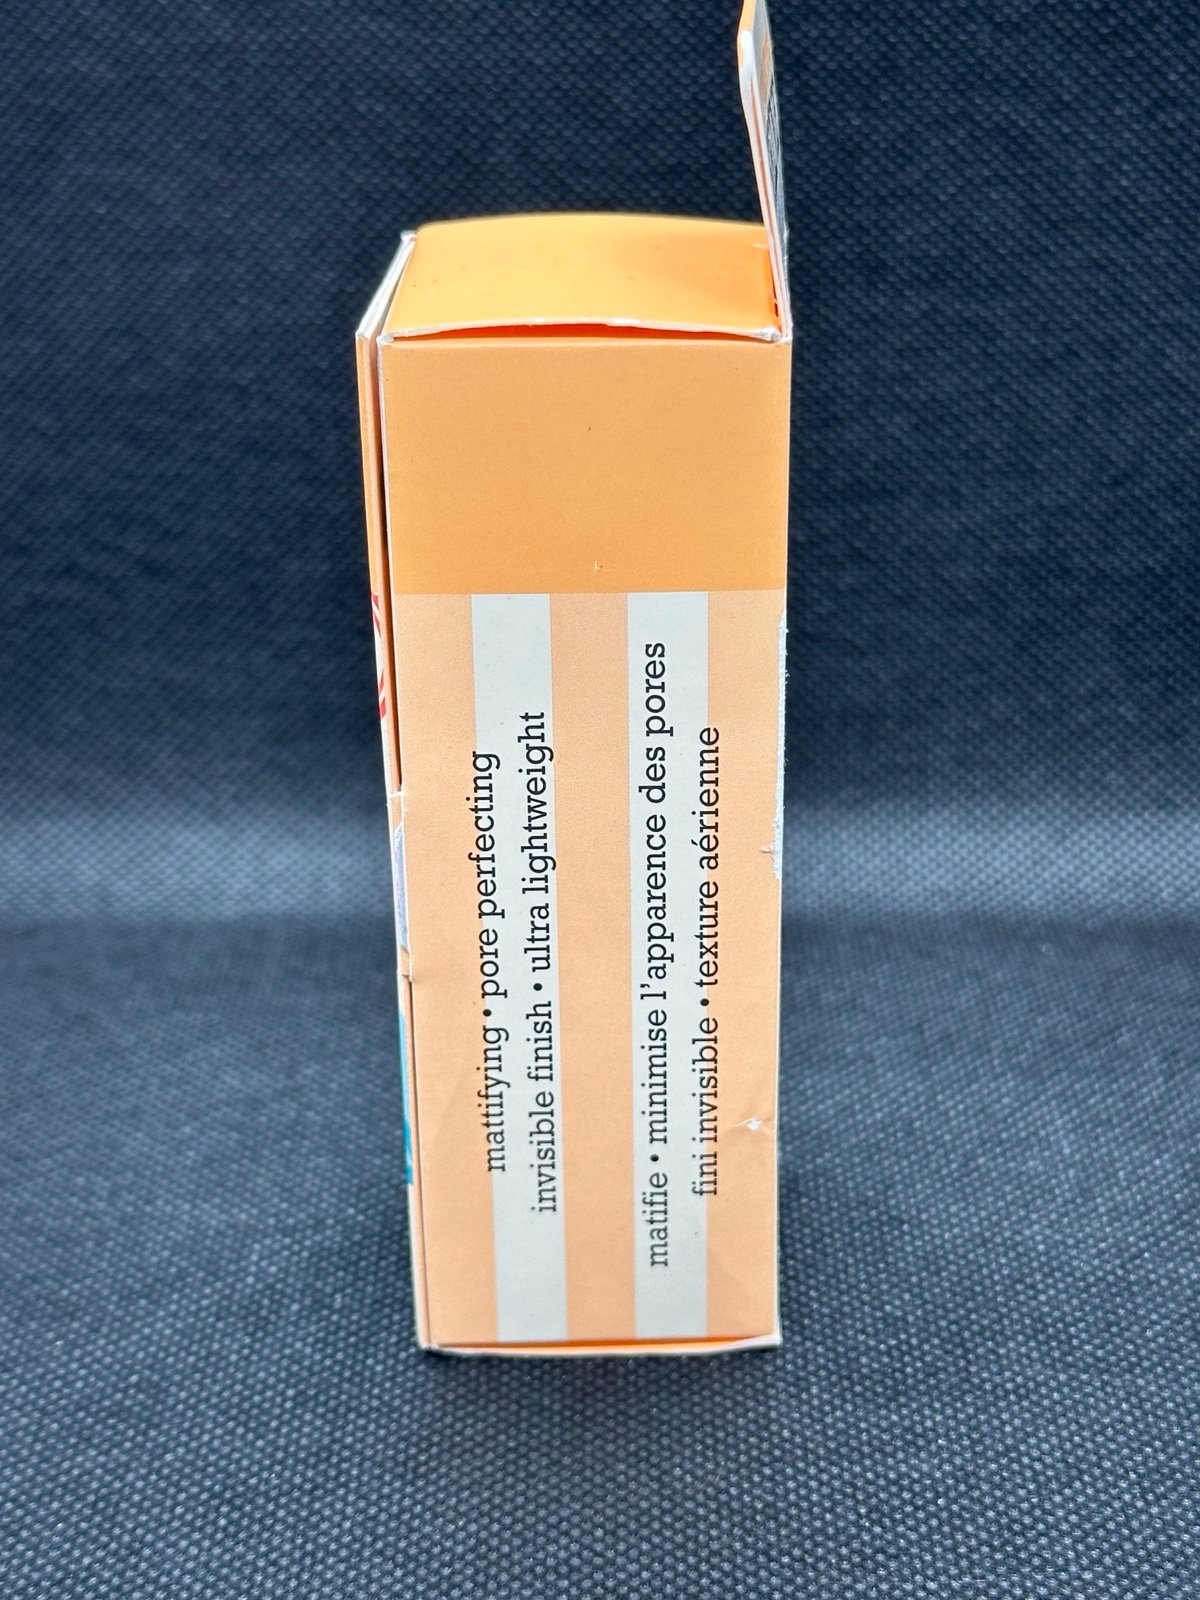 mattifying • pore perfecting
invisible finish • ultra lightweight
matifie • minimise l'apparence des pores
fini invisible • texture aérienne